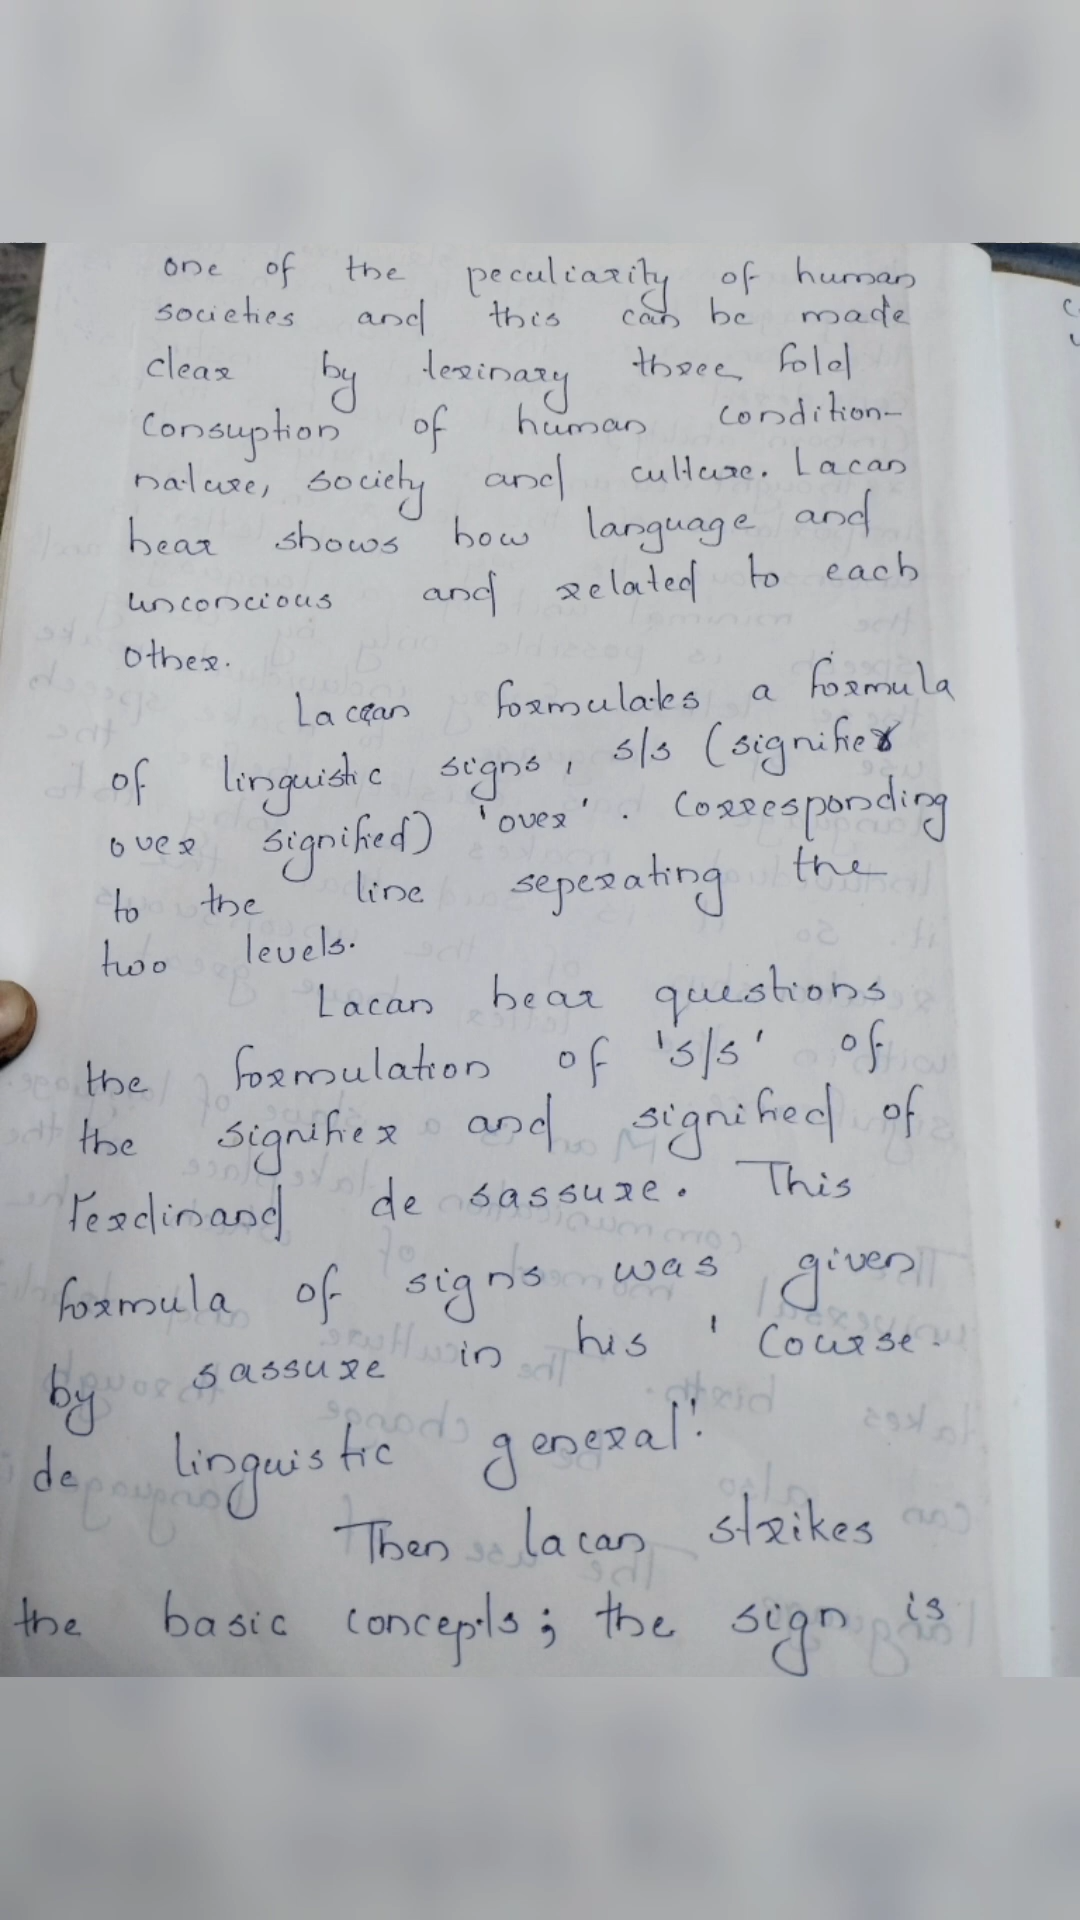 one of the peculiarity of human
societies and this can be made
clear by terinary three fold
Consuption of human condition-
nature, society and culture. Lacan
hear shows how language and
unconcious and related to each
other.
Laccan formulates a formula
of linguistic signs, s/s (signifier
over signified) 'over'. Corresponding
to the line seperating the
two levels.
Lacan hear questions
the formulation of 's/s' of
the signifier and signified of
Ferdinand de sassure. This
formula of signs was given
by sassure in his 'Course-
de linguistic general'.
Then lacan strikes
the basic concepts; the sign is